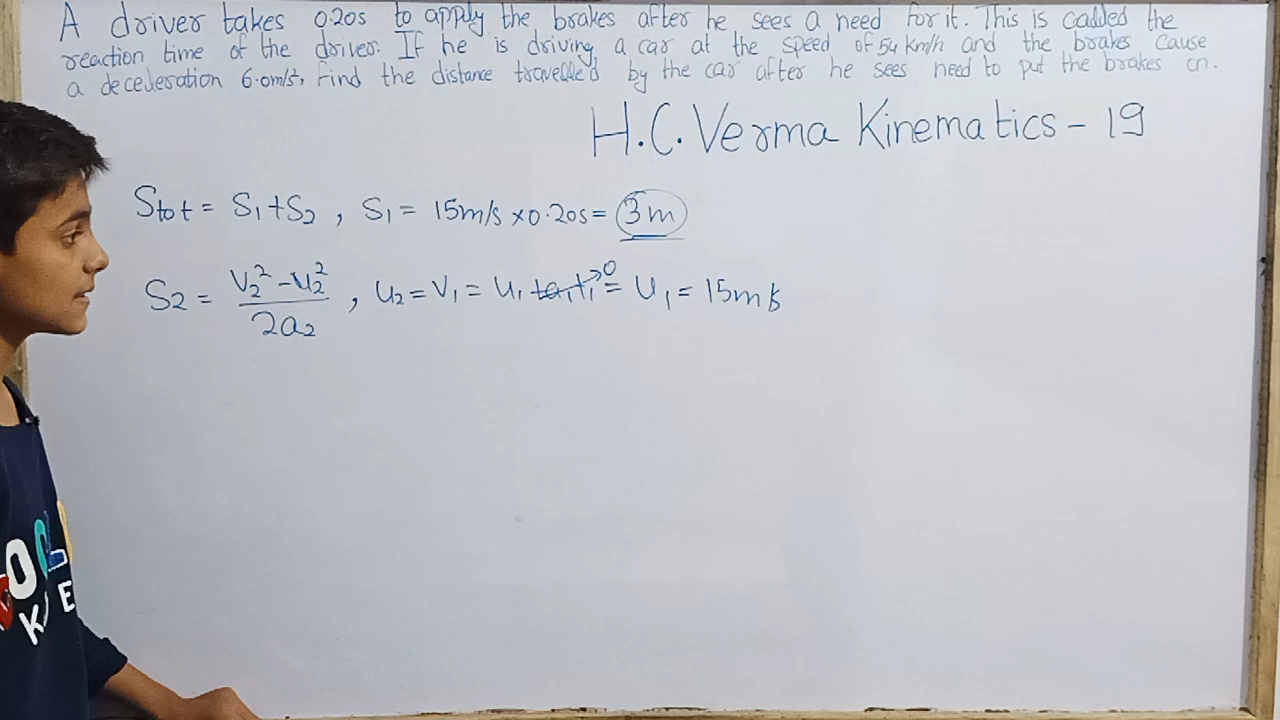 A driver takes 0.20s to apply the brakes after he sees a need for it. This is called the
reaction time of the driver. If he is driving a car at the speed of 54 km/h and the brakes cause
a deceleration 6.0m/s², Find the distance travelled by the car after he sees need to put the brakes on.
H.C. Verma Kinematics - 19
Stot = S₁+S₂ , S₁ = 15m/s ×0.20s= 3m
S₂ = (V₂² - U₂²)/2a₂ , U₂ = V₁ = U₁ +a₁t₁→0 = U₁ = 15m/s